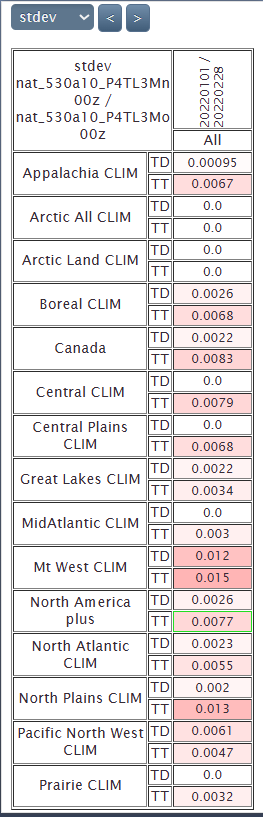 stdev
<
>
stdev
nat_530a10_P4TL3Mn
00z /
nat_530a10_P4TL3Mo
00z
20220101 /
20220228
All
Appalachia CLIM
TD 0.00095
TT 0.0067
Arctic All CLIM
TD 0.0
TT 0.0
Arctic Land CLIM
TD 0.0
TT 0.0
Boreal CLIM
TD 0.0026
TT 0.0068
Canada
TD 0.0022
TT 0.0083
Central CLIM
TD 0.0
TT 0.0079
Central Plains
CLIM
TD 0.0
TT 0.0068
Great Lakes CLIM
TD 0.0022
TT 0.0034
MidAtlantic CLIM
TD 0.0
TT 0.003
Mt West CLIM
TD 0.012
TT 0.015
North America
plus
TD 0.0026
TT 0.0077
North Atlantic
CLIM
TD 0.0023
TT 0.0055
North Plains CLIM
TD 0.002
TT 0.013
Pacific North West
CLIM
TD 0.0061
TT 0.0047
Prairie CLIM
TD 0.0
TT 0.0032